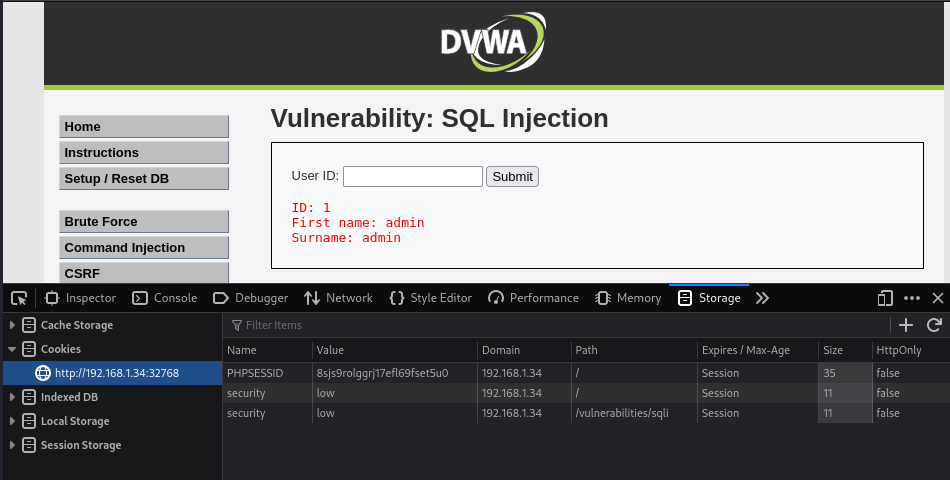 DVWA
Vulnerability: SQL Injection
Home
Instructions
Setup / Reset DB
Brute Force
Command Injection
CSRF
User ID: Submit
ID: 1
First name: admin
Surname: admin
Inspector Console Debugger Network Style Editor Performance Memory Storage
Cache Storage
Cookies
http://192.168.1.34:32768
Indexed DB
Local Storage
Session Storage
Filter Items
Name Value Domain Path Expires / Max-Age Size HttpOnly
PHPSESSID 8sjs9rolggrj17efl69fset5u0 192.168.1.34 / Session 35 false
security low 192.168.1.34 / Session 11 false
security low 192.168.1.34 /vulnerabilities/sqli Session 11 false